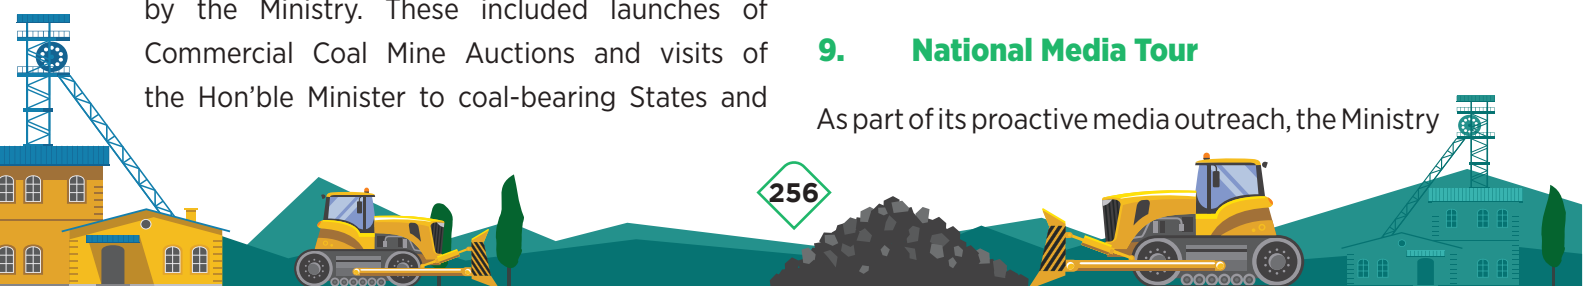 by the Ministry. These included launches of
Commercial Coal Mine Auctions and visits of
the Hon’ble Minister to coal-bearing States and
9. National Media Tour
As part of its proactive media outreach, the Ministry
256